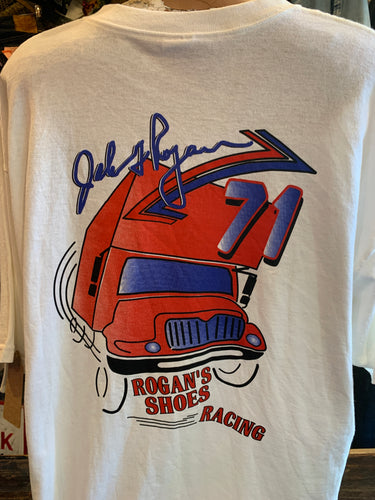 71
ROGAN'S
SHOES
RACING
K